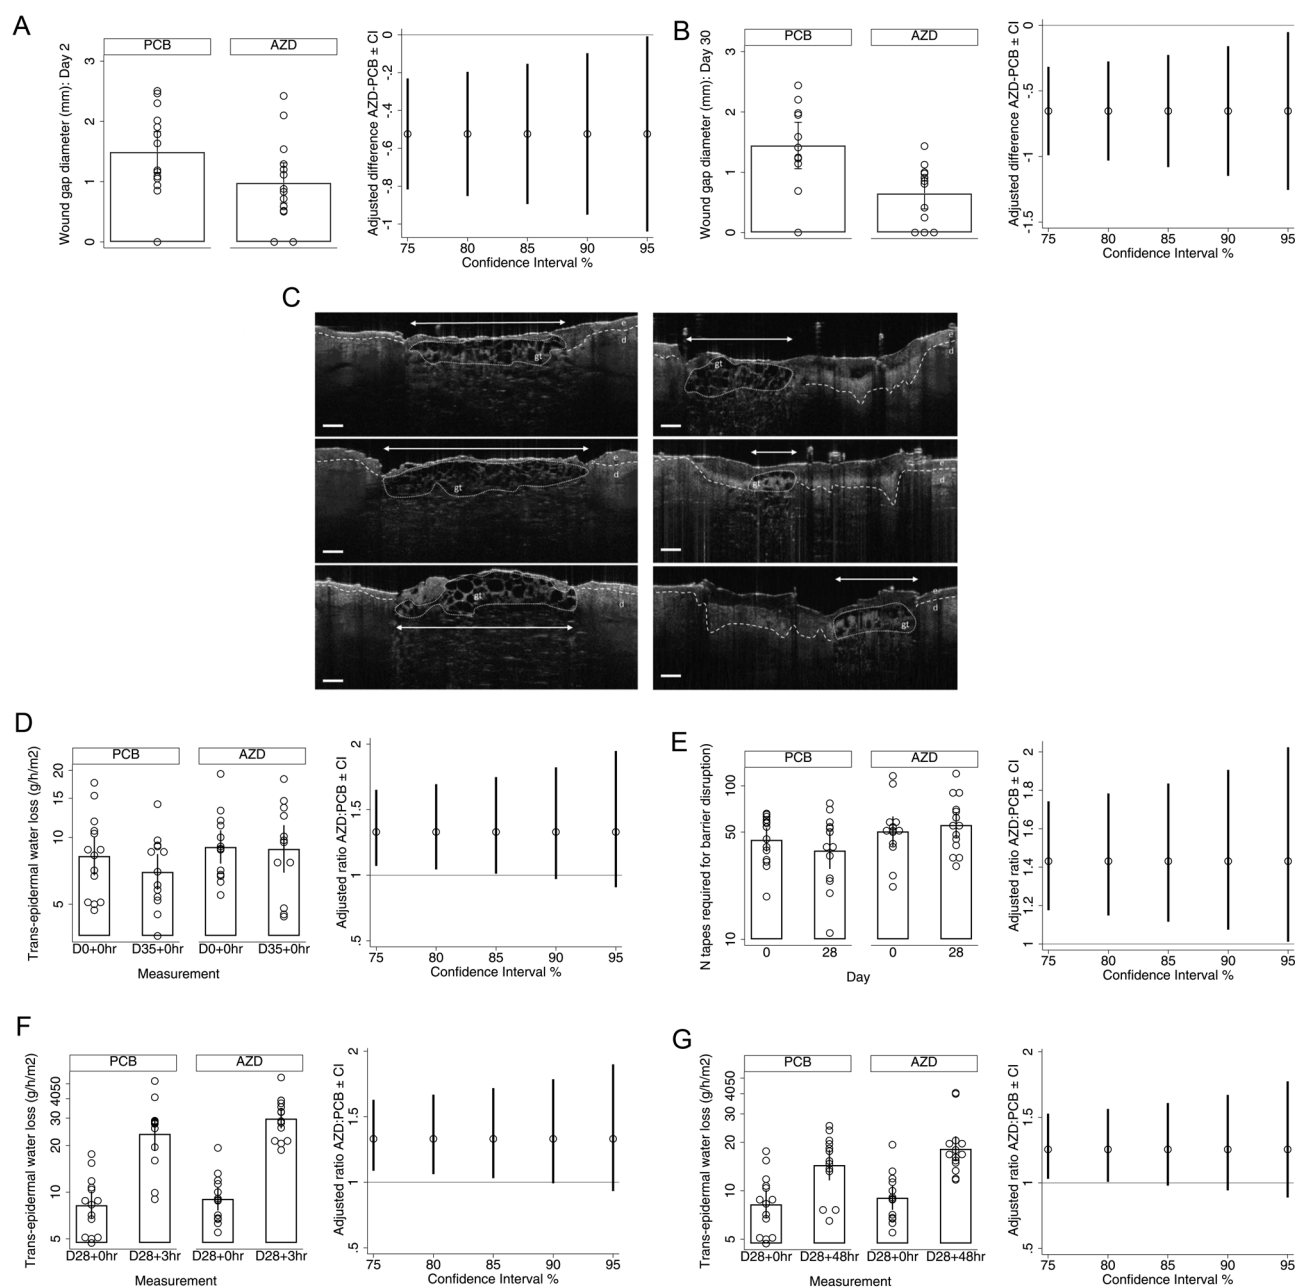 A
PCB
AZD
Wound gap diameter (mm): Day 2
3
2
1
0
Adjusted difference AZD-PCB ± CI
0
-.2
-.4
-.6
-.8
-1
75
80
85
90
95
Confidence Interval %
B
PCB
AZD
Wound gap diameter (mm): Day 30
3
2
1
0
Adjusted difference AZD-PCB ± CI
0
-.5
-1
-1.5
75
80
85
90
95
Confidence Interval %
C
e
d
gt
e
d
gt
e
d
gt
d
gt
e
d
gt
e
d
gt
D
PCB
AZD
Trans-epidermal water loss (g/h/m2)
20
15
10
5
D0+0hr
D35+0hr
D0+0hr
D35+0hr
Measurement
Adjusted ratio AZD:PCB ± CI
2
1.5
1
.5
75
80
85
90
95
Confidence Interval %
E
PCB
AZD
N tapes required for barrier disruption)
100
50
10
0
28
0
28
Day
Adjusted ratio AZD:PCB ± CI
2
1.8
1.6
1.4
1.2
1
75
80
85
90
95
Confidence Interval %
F
PCB
AZD
Trans-epidermal water loss (g/h/m2)
4050
30
20
10
5
D28+0hr
D28+3hr
D28+0hr
D28+3hr
Measurement
Adjusted ratio AZD:PCB ± CI
2
1.5
1
.5
75
80
85
90
95
Confidence Interval %
G
PCB
AZD
Trans-epidermal water loss (g/h/m2)
4050
30
20
10
5
D28+0hr
D28+48hr
D28+0hr
D28+48hr
Measurement
Adjusted ratio AZD:PCB ± CI
2
1.5
1
.5
75
80
85
90
95
Confidence Interval %